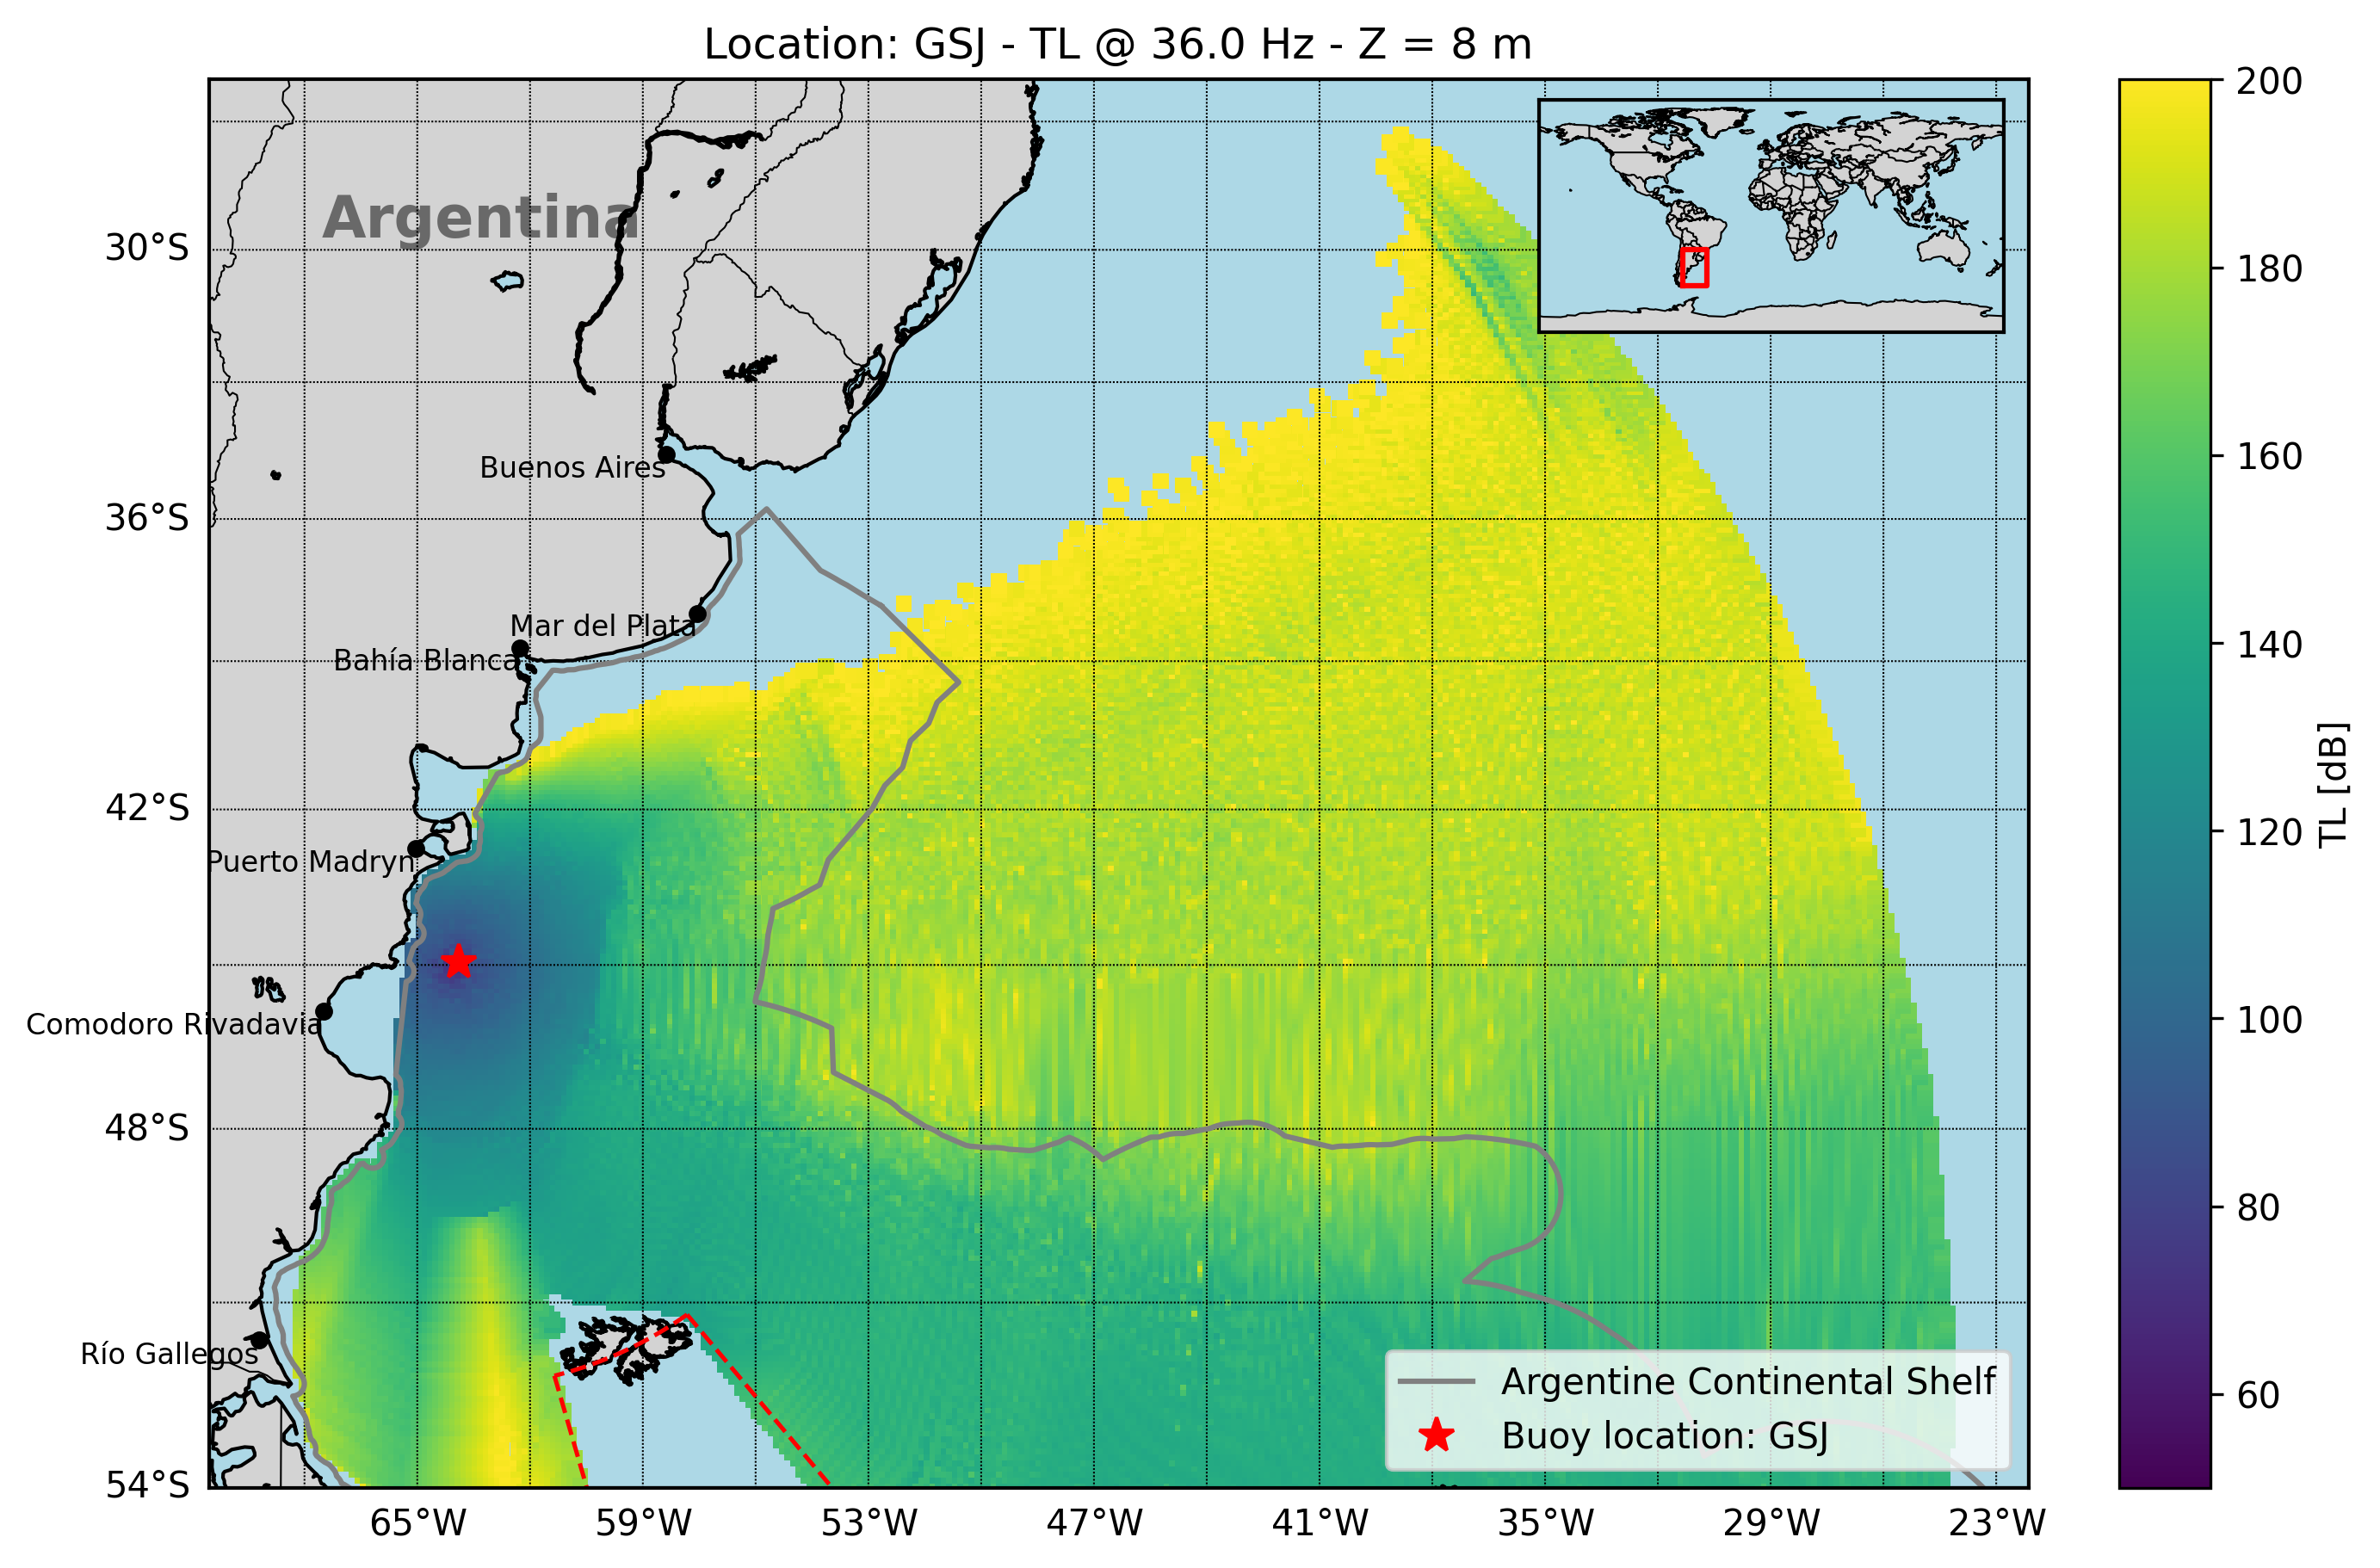 Location: GSJ - TL @ 36.0 Hz - Z = 8 m
Argentina
30°S
36°S
42°S
48°S
54°S
Buenos Aires
Mar del Plata
Bahía Blanca
Puerto Madryn
Comodoro Rivadavia
Río Gallegos
Argentine Continental Shelf
Buoy location: GSJ
65°W
59°W
53°W
47°W
41°W
35°W
29°W
23°W
200
180
160
140
120
100
80
60
TL [dB]